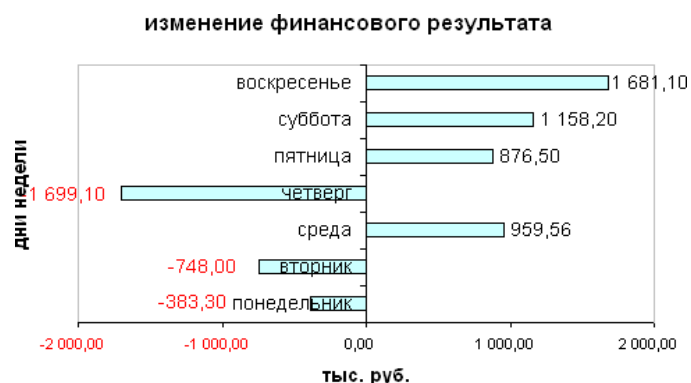 изменение финансового результата
воскресенье 1 681,10
суббота 1 158,20
пятница 876,50
1 699,10 четверг
среда 959,56
-748,00 вторник
-383,30 понедельник
-2 000,00 -1 000,00 0,00 1 000,00 2 000,00
тыс. руб.
дни недели